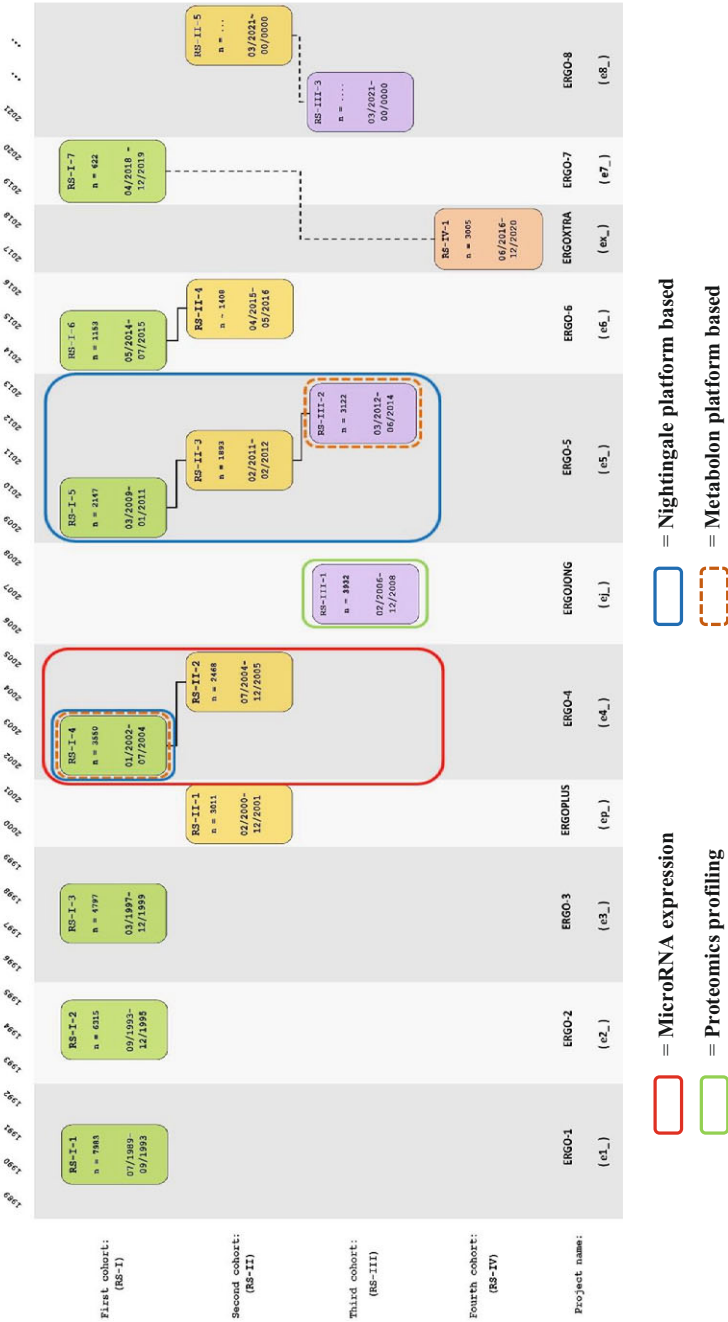 1989
1990
1991
1992
1993
1994
1995
1996
1997
1998
1999
2000
2001
2002
2003
2004
2005
2006
2007
2008
2009
2010
2011
2012
2013
2014
2015
2016
2017
2018
2019
2020
2021
...
...
First cohort:
(RS-I)
RS-I-1
n = 7983
07/1989-
09/1993
RS-I-2
n = 6315
09/1993-
12/1995
RS-I-3
n = 4797
03/1997-
12/1999
RS-I-4
n = 3550
01/2002-
07/2004
RS-I-5
n = 2147
03/2009-
01/2011
RS-I-6
n = 1153
05/2014-
07/2015
RS-I-7
n = 622
04/2018 -
12/2019
Second cohort:
(RS-II)
RS-II-1
n = 3011
02/2000-
12/2001
RS-II-2
n = 2468
07/2004-
12/2005
RS-II-3
n = 1893
02/2011-
02/2012
RS-II-4
n ~ 1408
04/2015-
05/2016
RS-II-5
n = ...
03/2021-
00/0000
Third cohort:
(RS-III)
RS-III-1
n = 3932
02/2006-
12/2008
RS-III-2
n = 3122
03/2012-
06/2014
RS-III-3
n = ....
03/2021-
00/0000
Fourth cohort:
(RS-IV)
RS-IV-1
n = 3005
06/2016-
12/2020
Project name:
ERGO-1
(e1_)
ERGO-2
(e2_)
ERGO-3
(e3_)
ERGOPLUS
(ep_)
ERGO-4
(e4_)
ERGOJONG
(ej_)
ERGO-5
(e5_)
ERGO-6
(e6_)
ERGOXTRA
(ex_)
ERGO-7
(e7_)
ERGO-8
(e8_)
= MicroRNA expression
= Nightingale platform based
= Proteomics profiling
= Metabolon platform based